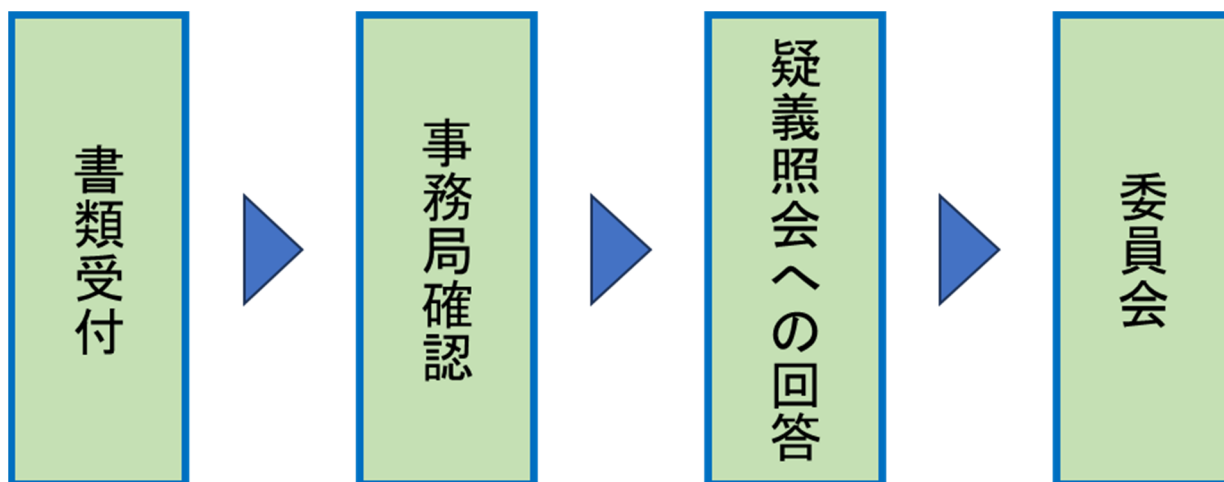 書類受付
事務局確認
疑義照会への回答
委員会